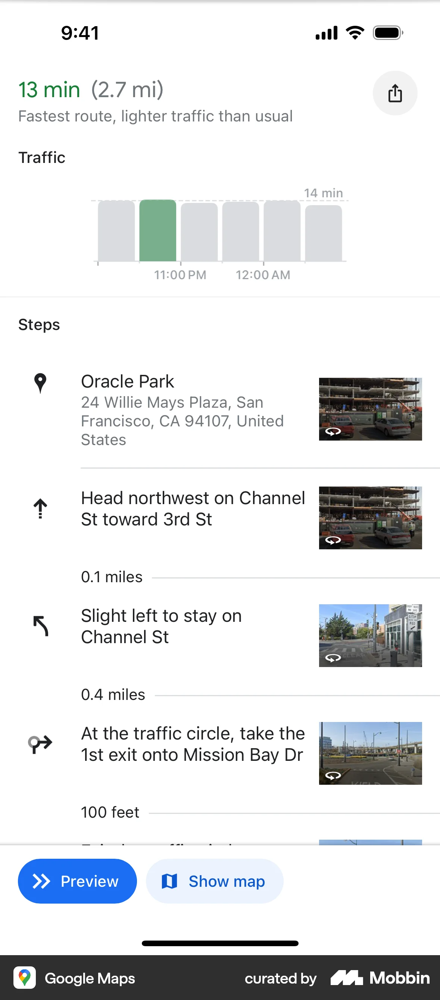 9:41
13 min (2.7 mi)
Fastest route, lighter traffic than usual
Traffic
14 min
11:00 PM
12:00 AM
Steps
Oracle Park
24 Willie Mays Plaza, San
Francisco, CA 94107, United
States
Head northwest on Channel
St toward 3rd St
0.1 miles
Slight left to stay on
Channel St
STOP
RED
CLEAR
0.4 miles
At the traffic circle, take the
1st exit onto Mission Bay Dr
100 feet
Preview
Show map
Google Maps
curated by
Mobbin